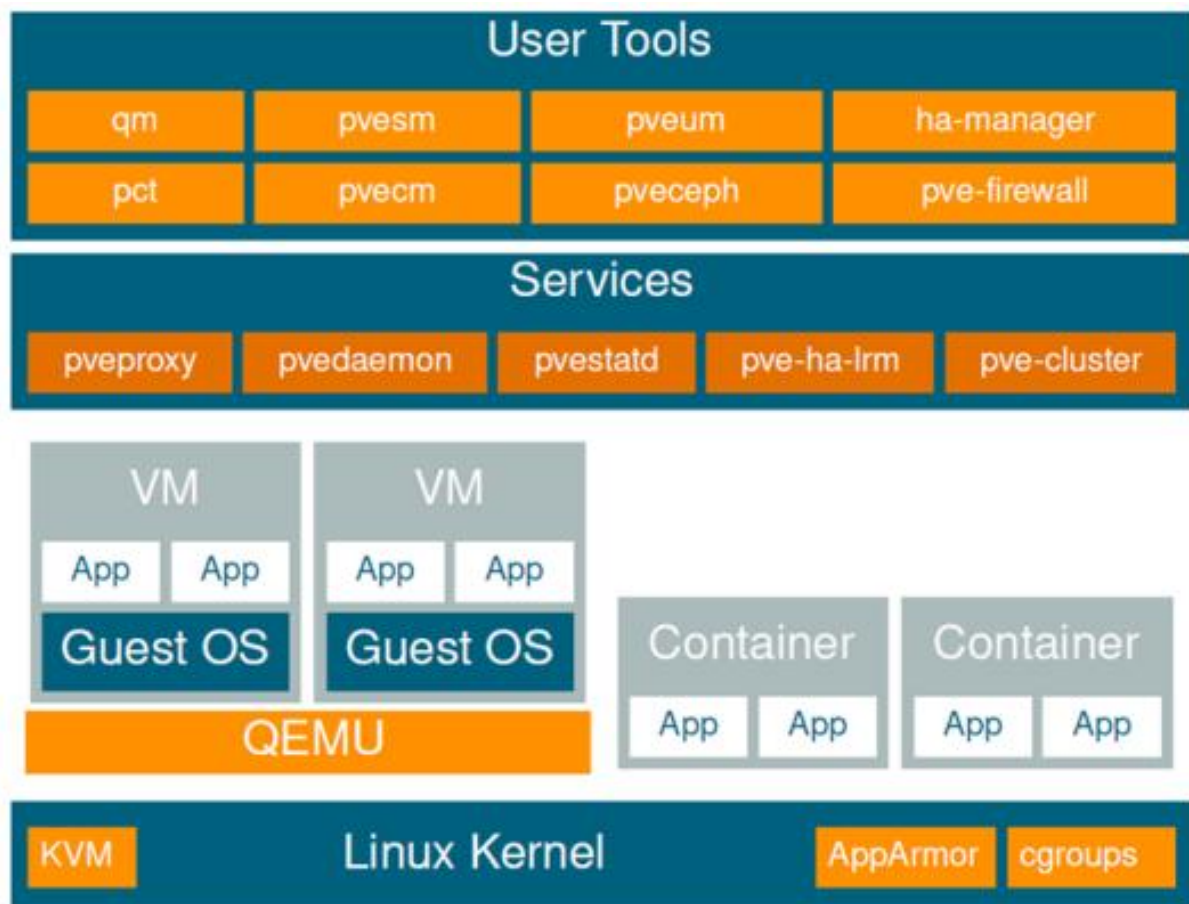 User Tools
qm pvesm pveum ha-manager
pct pvecm pveceph pve-firewall
Services
pveproxy pvedaemon pvestatd pve-ha-lrm pve-cluster
VM VM
App App App App
Guest OS Guest OS Container Container
QEMU App App App App
KVM Linux Kernel AppArmor cgroups